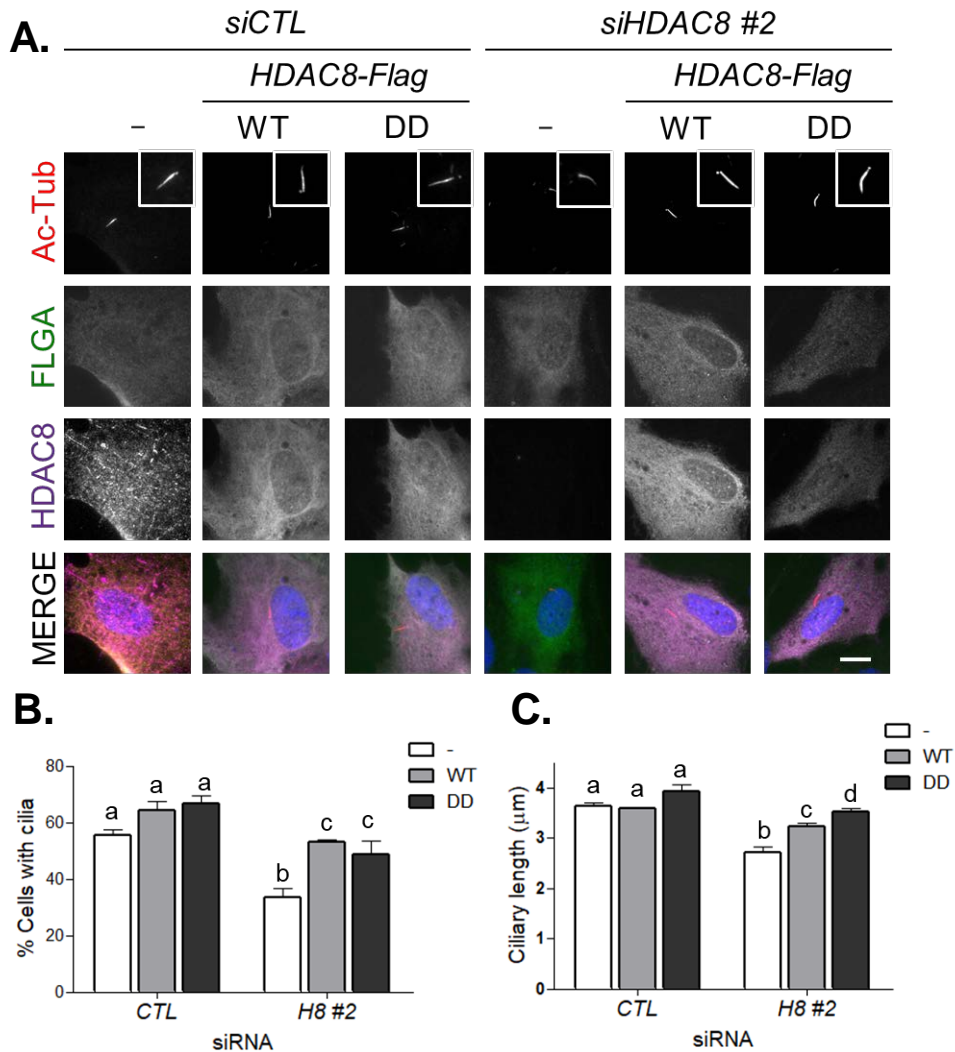 A.
siCTL
siHDAC8 #2
HDAC8-Flag
HDAC8-Flag
– WT DD – WT DD
Ac-Tub
FLGA
HDAC8
MERGE
B.
-
WT
DD
% Cells with cilia
80
60
40
20
0
a a a
b c c
CTL H8 #2
siRNA
C.
-
WT
DD
Ciliary length (μm)
4
3
2
1
0
a a a
b c d
CTL H8 #2
siRNA